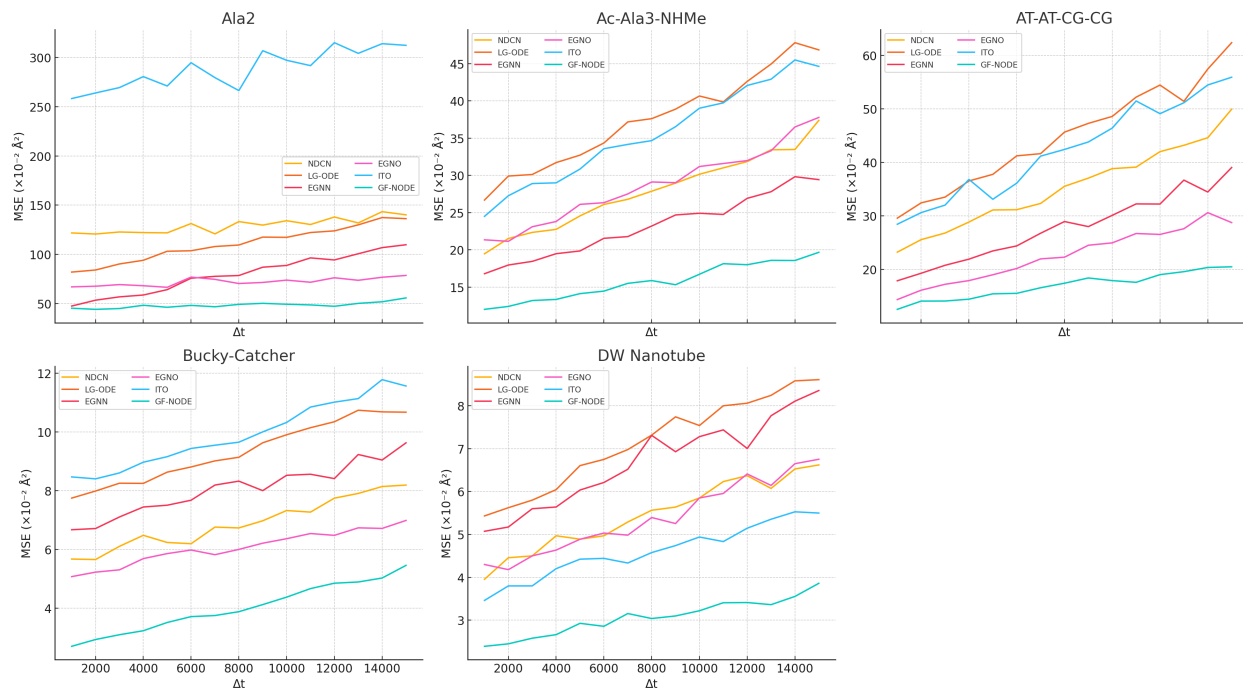 Ala2
MSE (×10⁻² Å²)
300
250
200
150
100
50
NDCN EGNO
LG-ODE ITO
EGNN GF-NODE
Δt
Ac-Ala3-NHMe
MSE (×10⁻² Å²)
45
40
35
30
25
20
15
NDCN EGNO
LG-ODE ITO
EGNN GF-NODE
Δt
AT-AT-CG-CG
MSE (×10⁻² Å²)
60
50
40
30
20
NDCN EGNO
LG-ODE ITO
EGNN GF-NODE
Δt
Bucky-Catcher
MSE (×10⁻² Å²)
12
10
8
6
4
NDCN EGNO
LG-ODE ITO
EGNN GF-NODE
2000 4000 6000 8000 10000 12000 14000
Δt
DW Nanotube
MSE (×10⁻² Å²)
8
7
6
5
4
3
NDCN EGNO
LG-ODE ITO
EGNN GF-NODE
2000 4000 6000 8000 10000 12000 14000
Δt